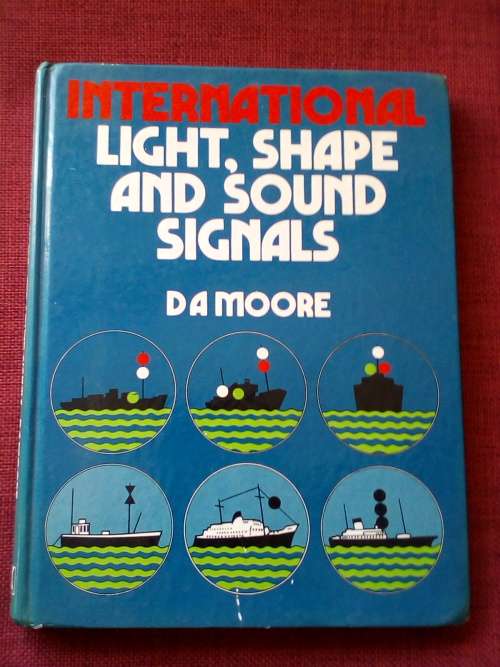 INTERNATIONAL
LIGHT, SHAPE
AND SOUND
SIGNALS
D A MOORE